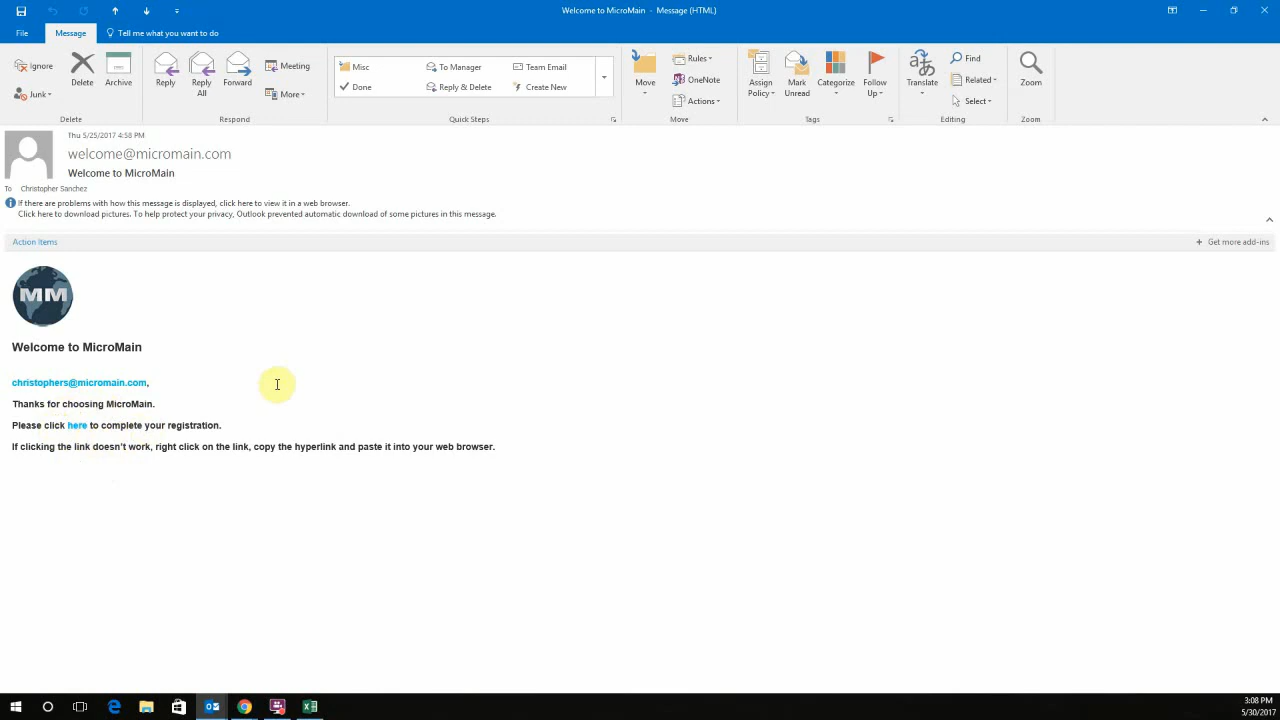 Welcome to MicroMain - Message (HTML)
File Message Tell me what you want to do
Ignore
Junk
Delete
Archive
Delete
Reply
Reply All
Forward
Meeting
More
Respond
Misc To Manager Team Email
Done Reply & Delete Create New
Quick Steps
Move
Rules
OneNote
Actions
Move
Assign Policy
Mark Unread
Categorize
Follow Up
Tags
Translate
Find
Related
Select
Editing
Zoom
Zoom
Thu 5/25/2017 4:58 PM
welcome@micromain.com
Welcome to MicroMain
To Christopher Sanchez
If there are problems with how this message is displayed, click here to view it in a web browser.
Click here to download pictures. To help protect your privacy, Outlook prevented automatic download of some pictures in this message.
Action Items + Get more add-ins
MM
Welcome to MicroMain
christophers@micromain.com,
Thanks for choosing MicroMain.
Please click here to complete your registration.
If clicking the link doesn't work, right click on the link, copy the hyperlink and paste it into your web browser.
3:08 PM
5/30/2017